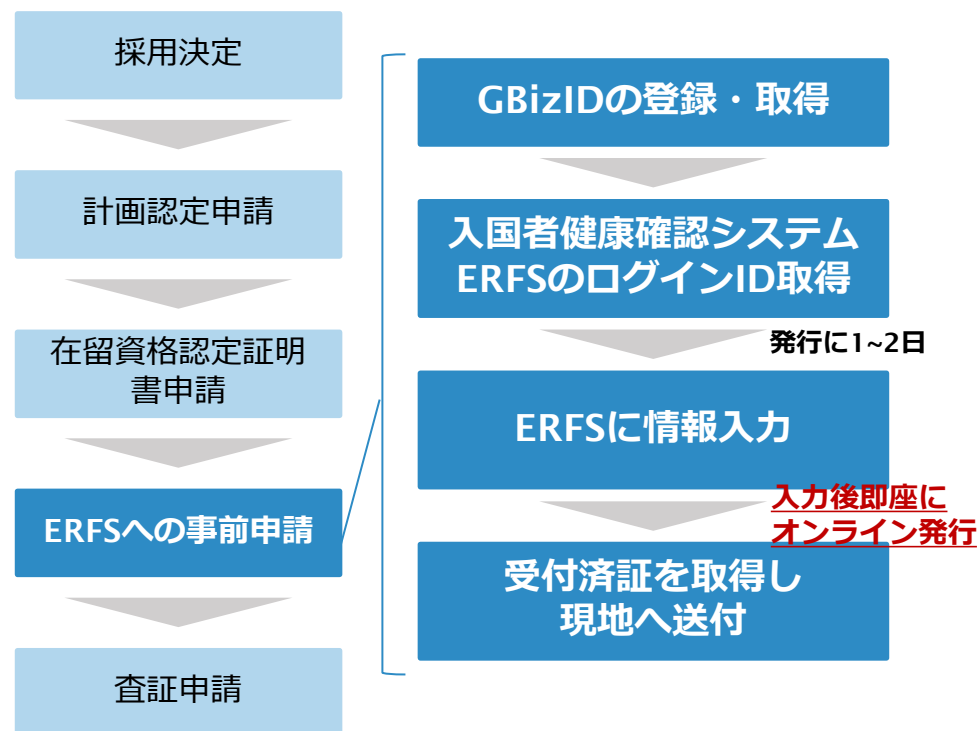 採用決定
計画認定申請
在留資格認定証明
書申請
ERFSへの事前申請
査証申請
GBizIDの登録・取得
入国者健康確認システム
ERFSのログインID取得
発行に1~2日
ERFSに情報入力
入力後即座に
オンライン発行
受付済証を取得し
現地へ送付